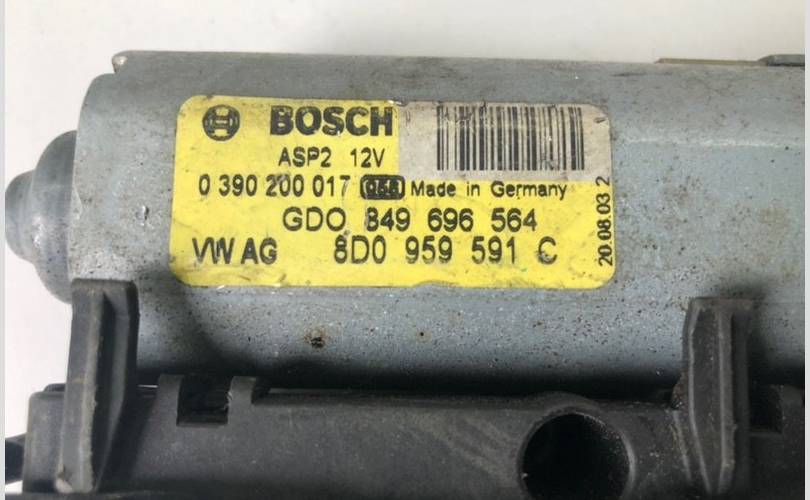 BOSCH
ASP2 12V
0 390 200 017 Made in Germany
GDO 849 696 564
VW AG 8D0 959 591 C
20.08.03 2